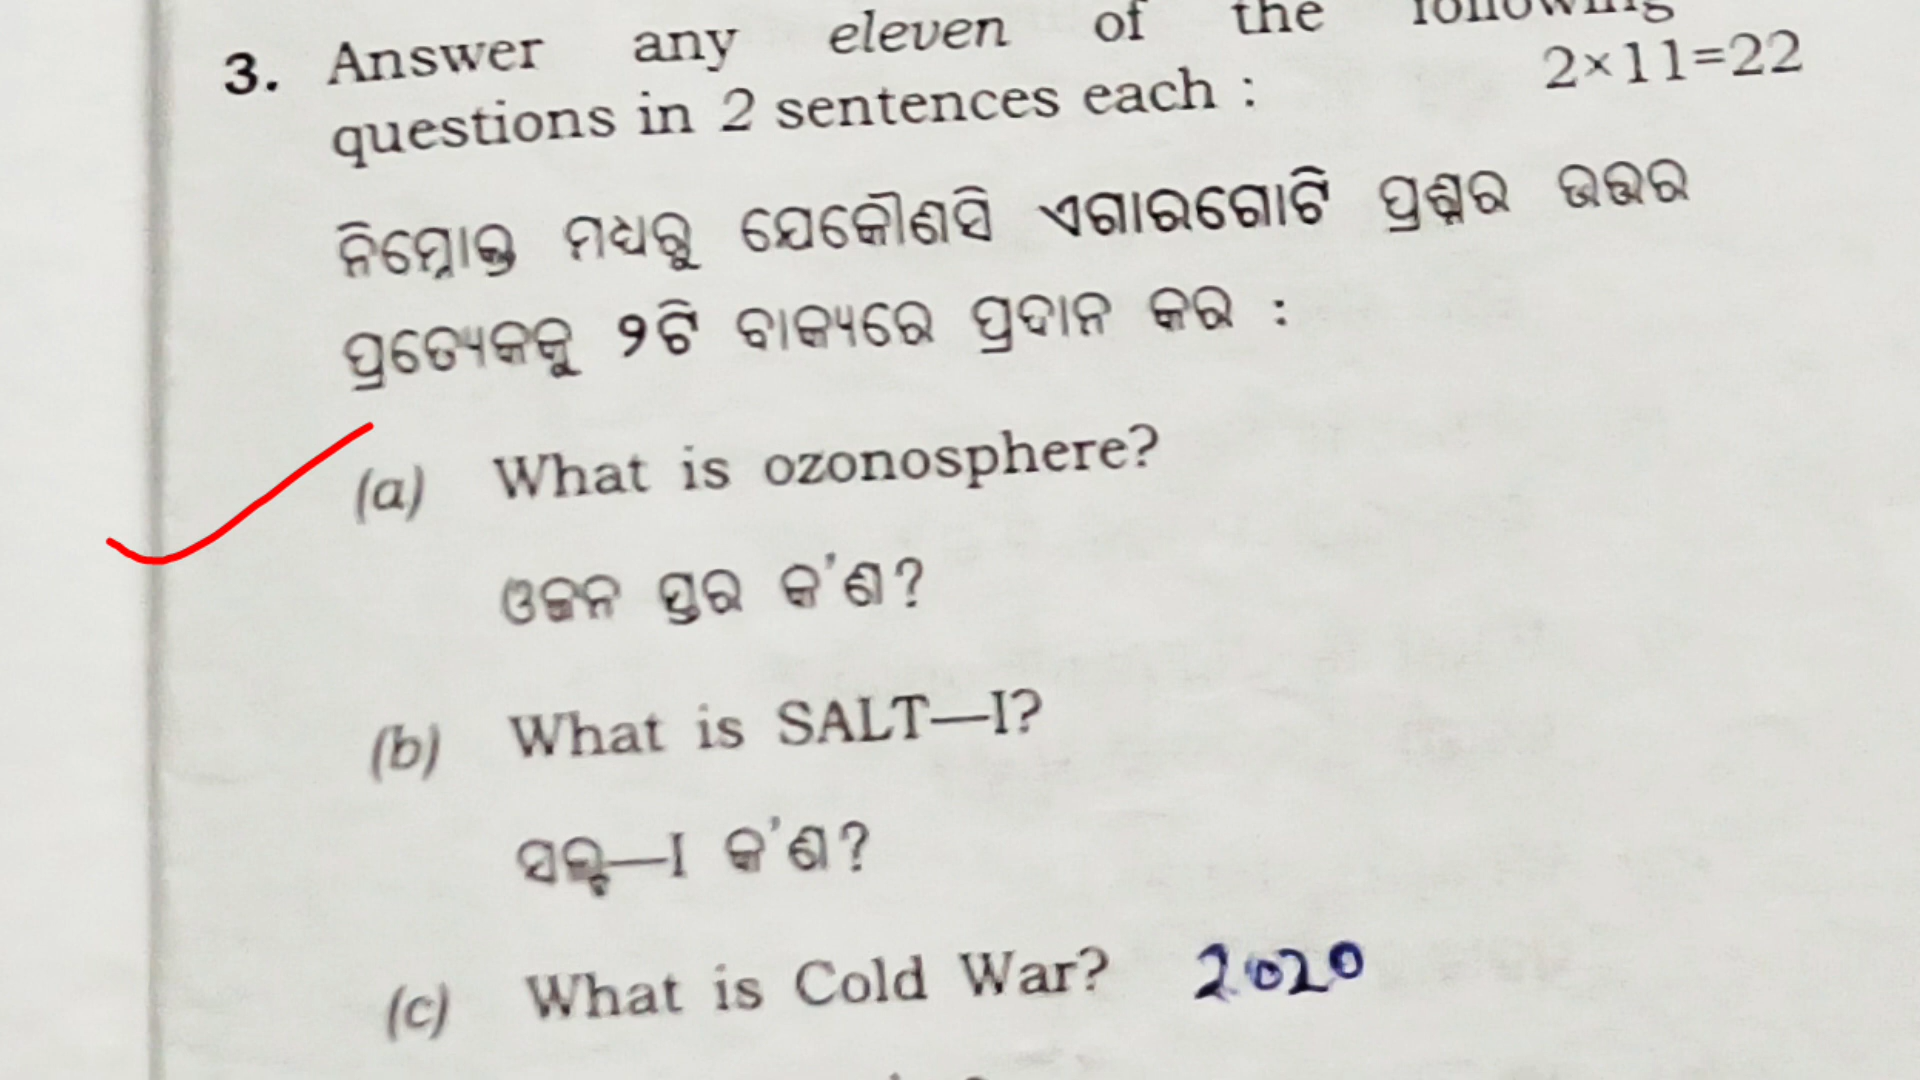 3. Answer any eleven of the following
questions in 2 sentences each : 2×11=22
ନିମ୍ନୋକ୍ତ ମଧ୍ୟରୁ ଯେକୌଣସି ଏଗାରଗୋଟି ପ୍ରଶ୍ନର ଉତ୍ତର
ପ୍ରତ୍ୟେକକୁ ୨ଟି ବାକ୍ୟରେ ପ୍ରଦାନ କର :
(a) What is ozonosphere?
ଓଜନ ସ୍ତର କ'ଣ?
(b) What is SALT—I?
ସଲ୍ଟ—I କ'ଣ?
(c) What is Cold War? 2020